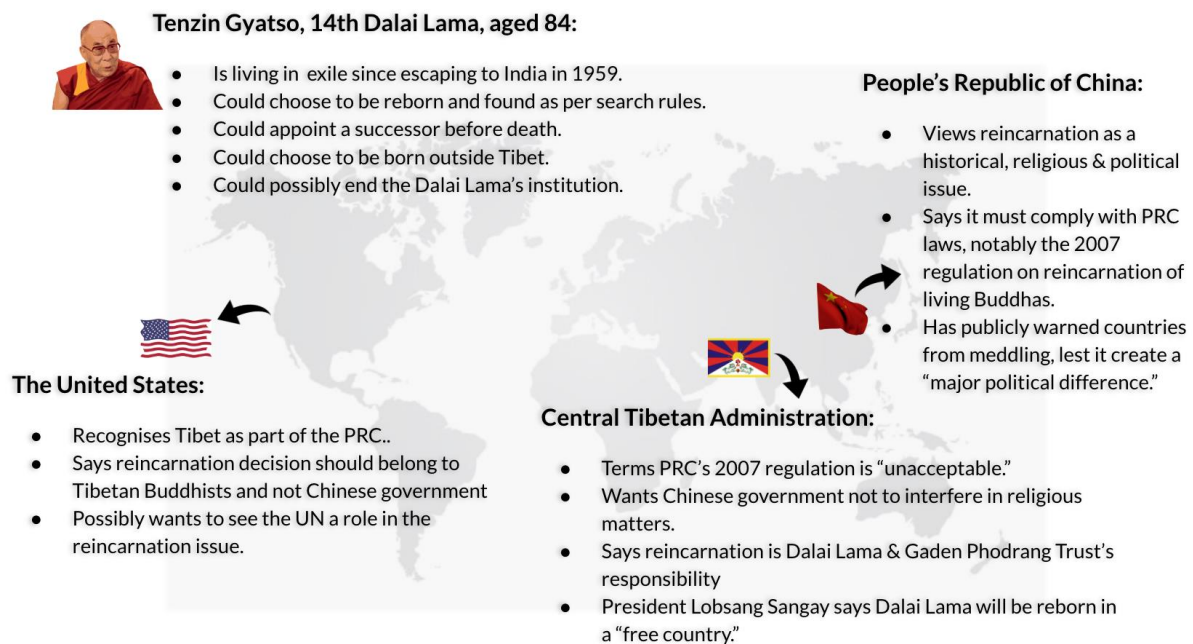 Tenzin Gyatso, 14th Dalai Lama, aged 84:
● Is living in exile since escaping to India in 1959.
● Could choose to be reborn and found as per search rules.
● Could appoint a successor before death.
● Could choose to be born outside Tibet.
● Could possibly end the Dalai Lama's institution.
People's Republic of China:
● Views reincarnation as a
historical, religious & political
issue.
● Says it must comply with PRC
laws, notably the 2007
regulation on reincarnation of
living Buddhas.
● Has publicly warned countries
from meddling, lest it create a
“major political difference.”
The United States:
● Recognises Tibet as part of the PRC..
● Says reincarnation decision should belong to
Tibetan Buddhists and not Chinese government
● Possibly wants to see the UN a role in the
reincarnation issue.
Central Tibetan Administration:
● Terms PRC's 2007 regulation is “unacceptable.”
● Wants Chinese government not to interfere in religious
matters.
● Says reincarnation is Dalai Lama & Gaden Phodrang Trust's
responsibility
● President Lobsang Sangay says Dalai Lama will be reborn in
a “free country.”